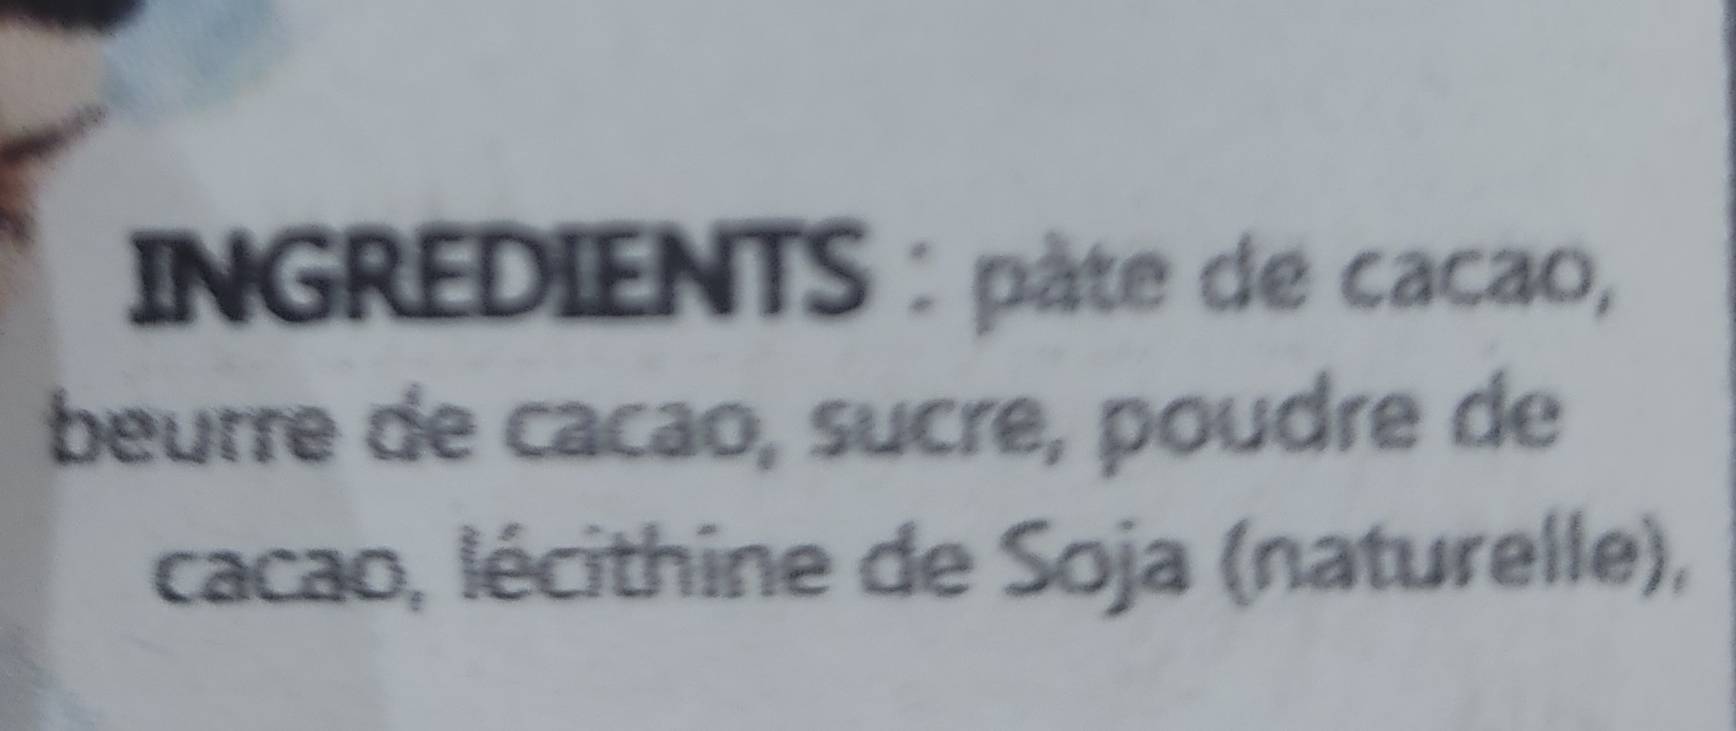 INGREDIENTS : pâte de cacao,
beurre de cacao, sucre, poudre de
cacao, lécithine de Soja (naturelle),